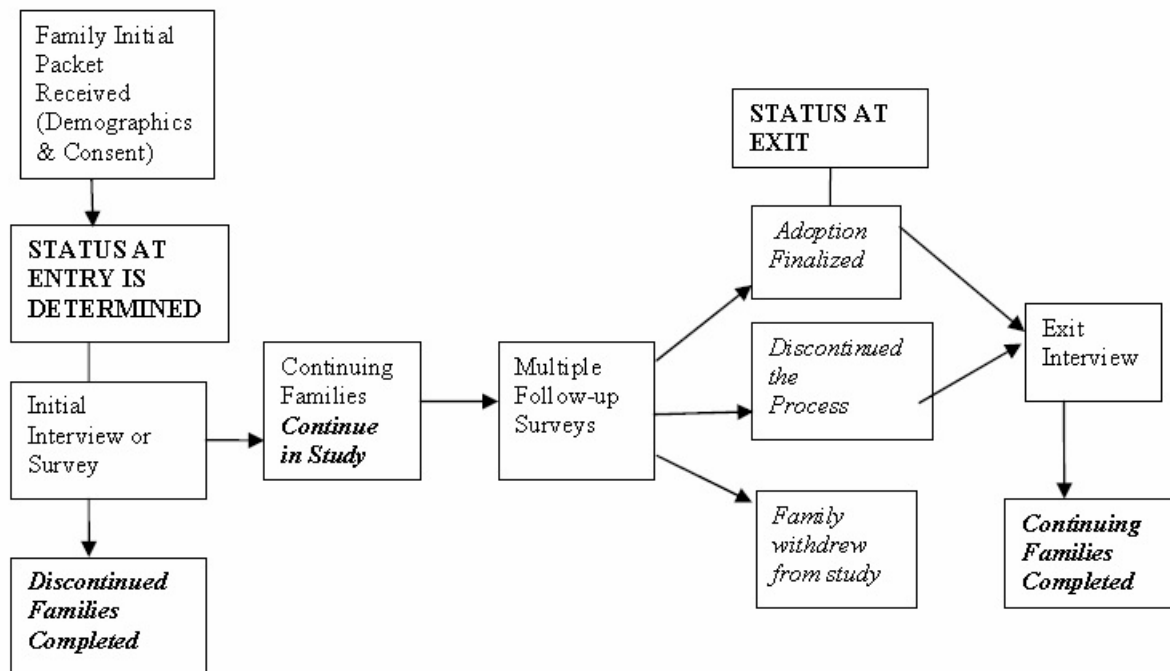 Family Initial
Packet
Received
(Demographics
& Consent)
STATUS AT
ENTRY IS
DETERMINED
Initial
Interview or
Survey
Discontinued
Families
Completed
Continuing
Families
Continue
in Study
Multiple
Follow-up
Surveys
STATUS AT
EXIT
Adoption
Finalized
Discontinued
the
Process
Family
withdrew
from study
Exit
Interview
Continuing
Families
Completed